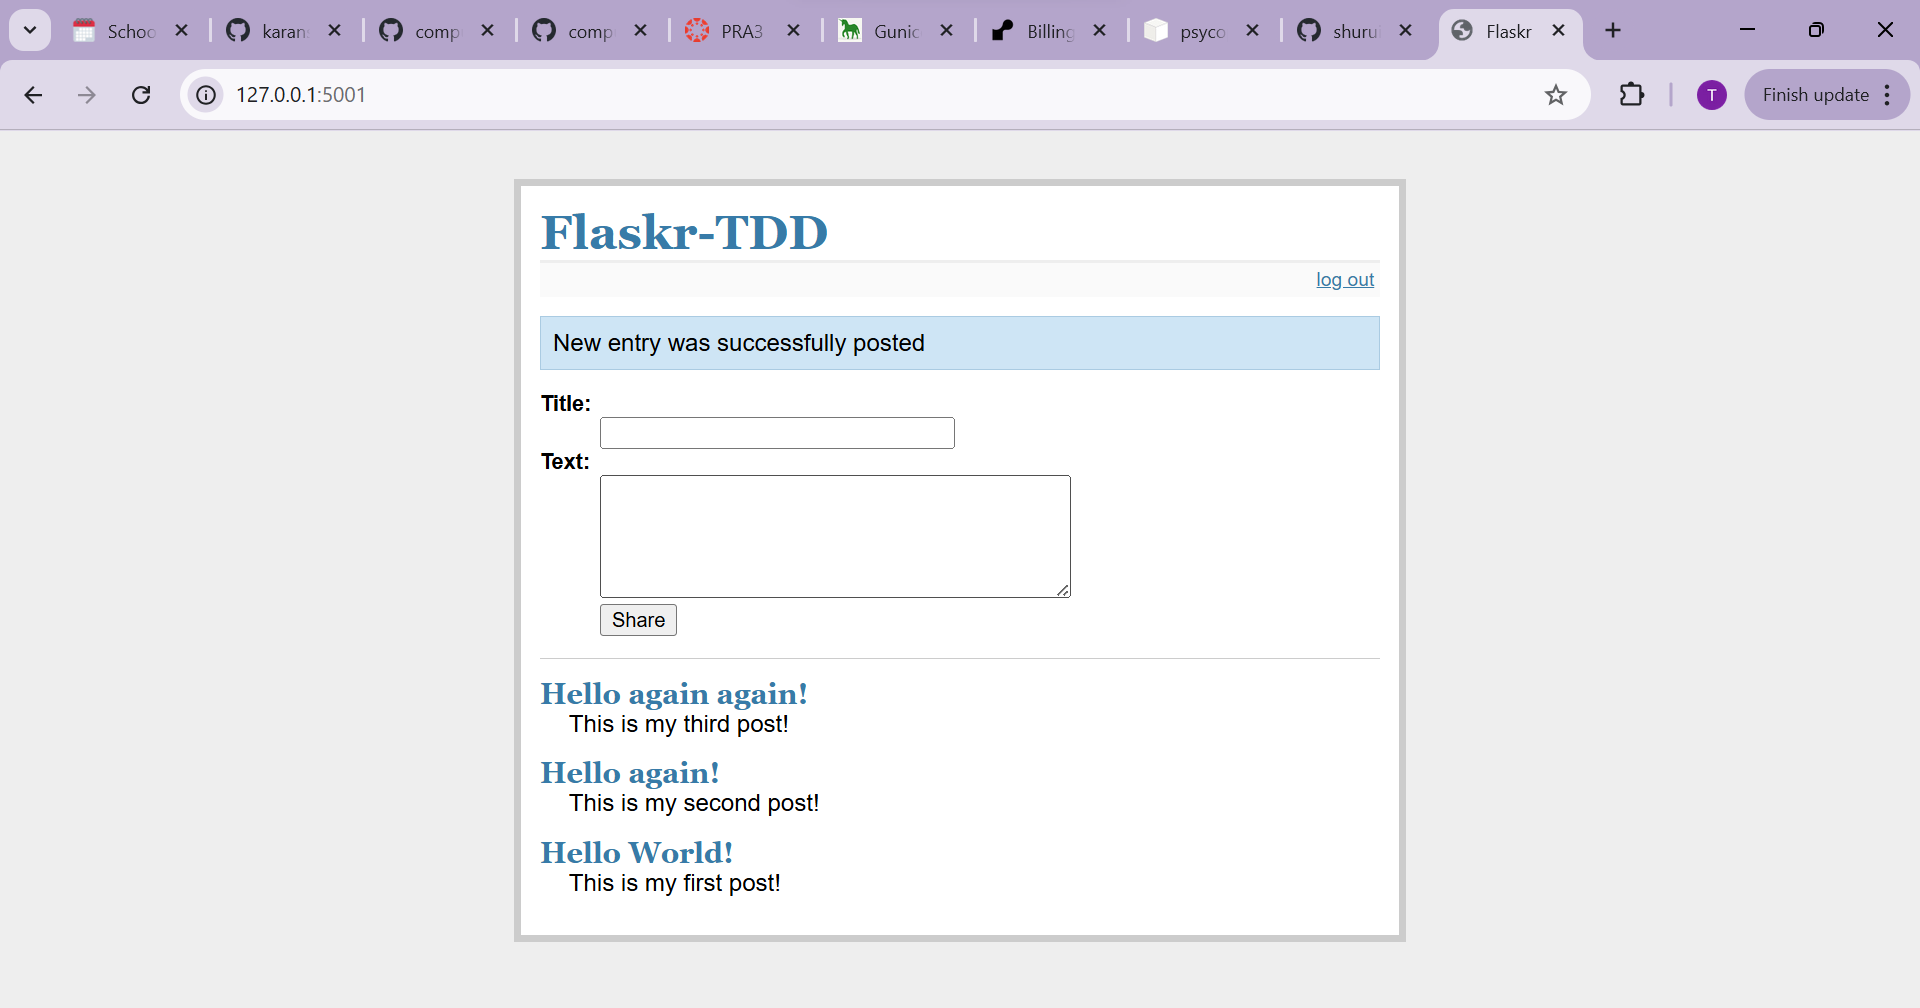 Schoo
karan
comp
comp
PRA3
Gunic
Billing
psyco
shurui
Flaskr
127.0.0.1:5001
T
Finish update
Flaskr-TDD
log out
New entry was successfully posted
Title:
Text:
Share
Hello again again!
This is my third post!
Hello again!
This is my second post!
Hello World!
This is my first post!